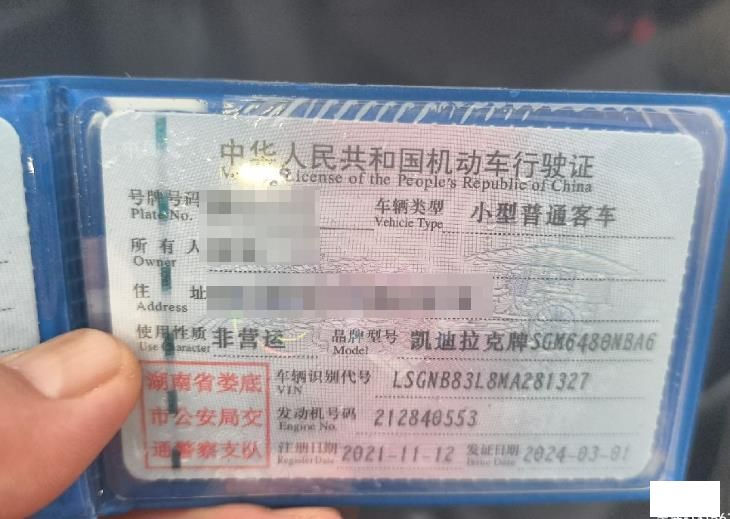 中华人民共和国机动车行驶证
License of the People's Republic of China
号牌号码
Plate No.
车辆类型 小型普通客车
Vehicle Type
所有人
Owner
住址
Address
使用性质 非营运 品牌型号 凯迪拉克牌SGM6480NBA6
Use Character Model
湖南省娄底
市公安局交
通警察支队
车辆识别代号 LSGNB83L8MA281327
VIN
发动机号码 212840553
Engine No.
注册日期 2021-11-12 发证日期 2024-03-01
Register Date Issue Date